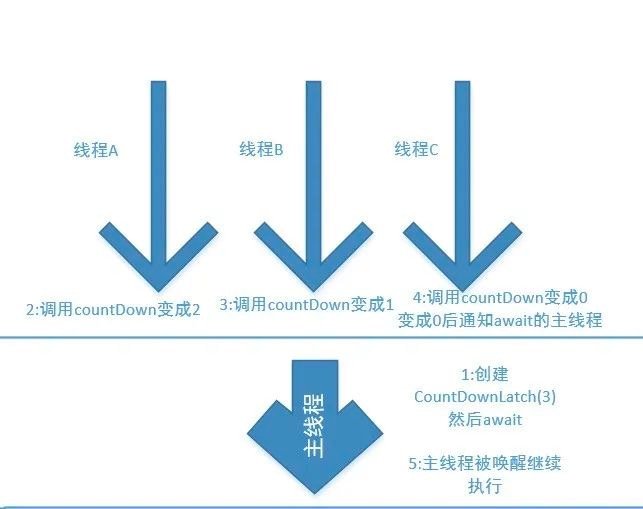 线程A
线程B
线程C
2:调用countDown变成2
3:调用countDown变成1
4:调用countDown变成0
变成0后通知await的主线程
主线程
1:创建
CountDownLatch(3)
然后await
5:主线程被唤醒继续
执行